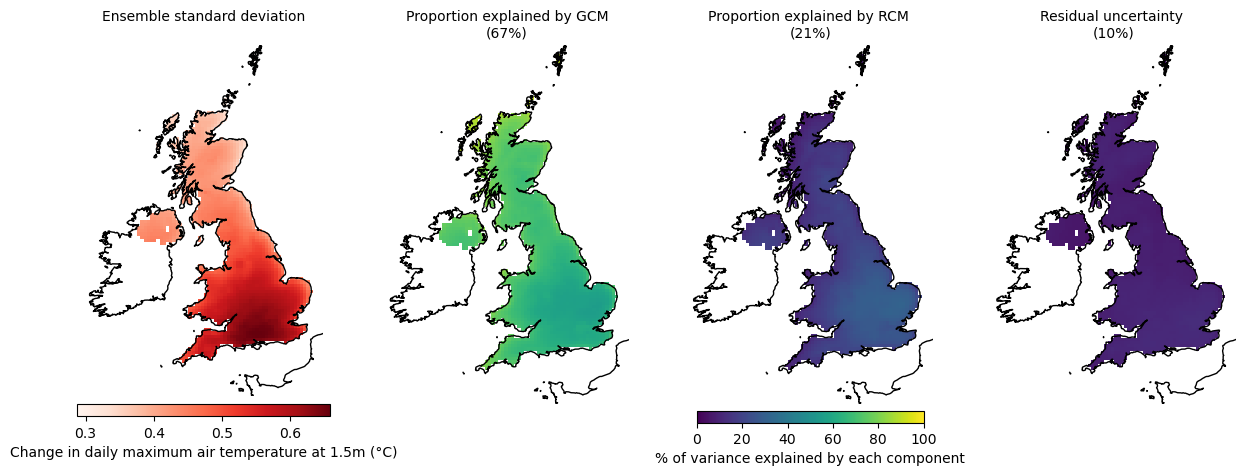 Ensemble standard deviation
Proportion explained by GCM
(67%)
Proportion explained by RCM
(21%)
Residual uncertainty
(10%)
0.3 0.4 0.5 0.6
Change in daily maximum air temperature at 1.5m (°C)
0 20 40 60 80 100
% of variance explained by each component